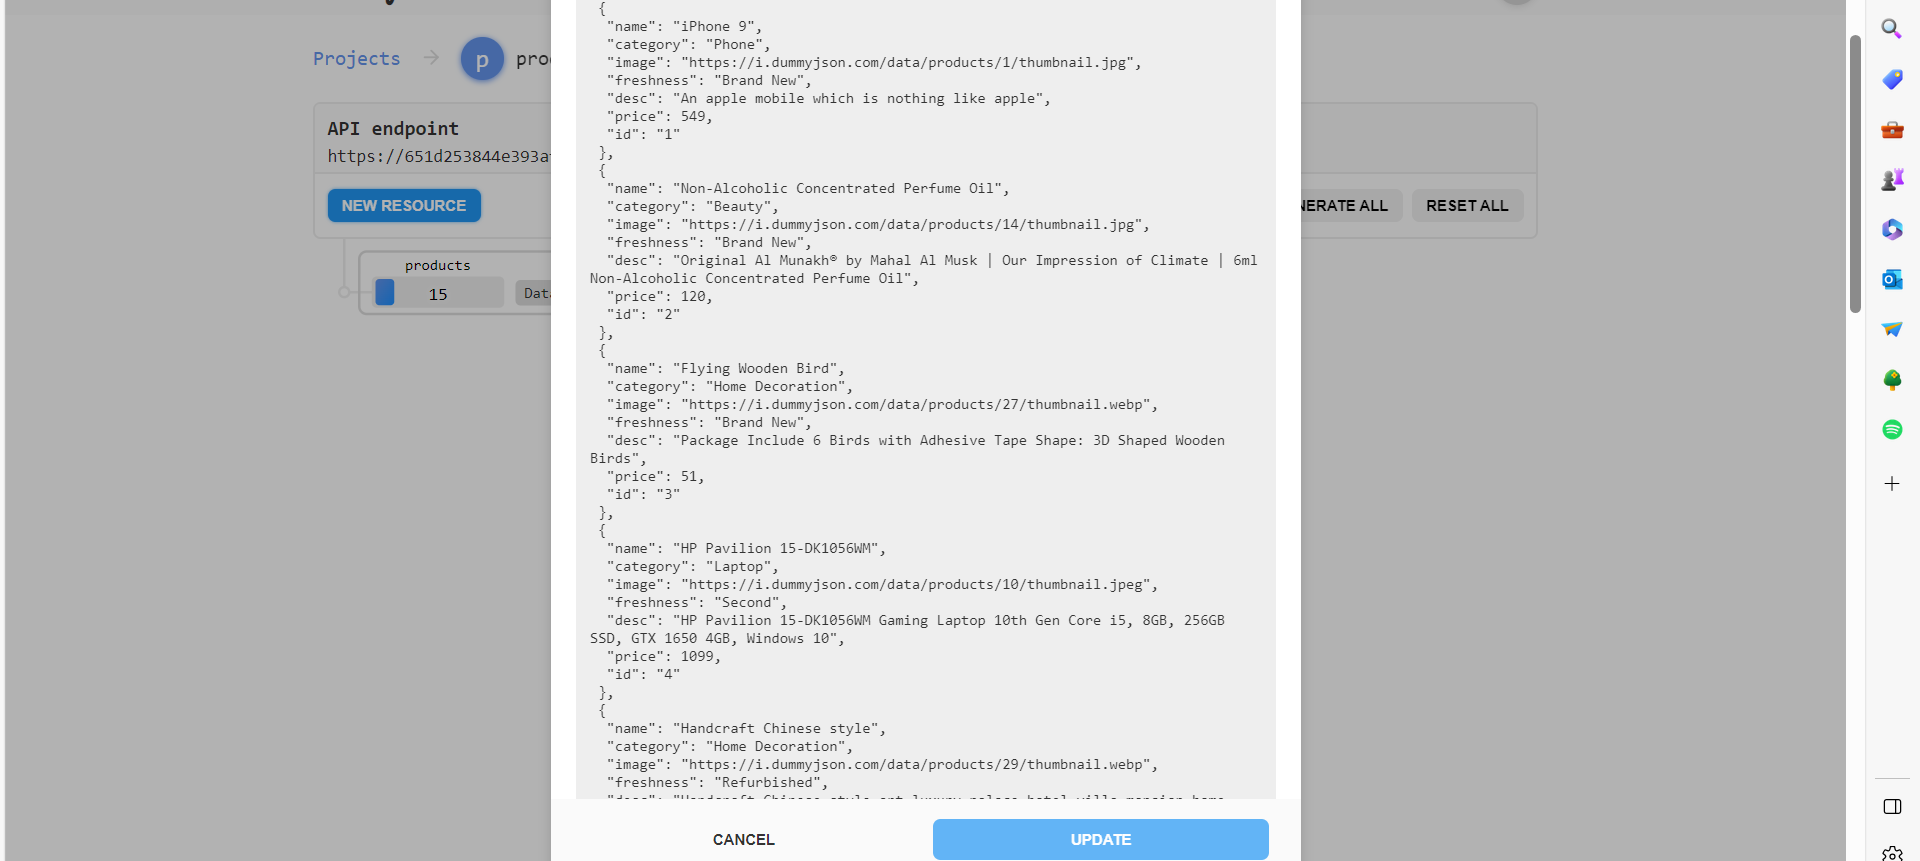 Projects
p
API endpoint
NEW RESOURCE
products
15
{
"name": "iPhone 9",
"category": "Phone",
"image": "https://i.dummyjson.com/data/products/1/thumbnail.jpg",
"freshness": "Brand New",
"desc": "An apple mobile which is nothing like apple",
"price": 549,
"id": "1"
},
{
"name": "Non-Alcoholic Concentrated Perfume Oil",
"category": "Beauty",
"image": "https://i.dummyjson.com/data/products/14/thumbnail.jpg",
"freshness": "Brand New",
"desc": "Original Al Munakh® by Mahal Al Musk | Our Impression of Climate | 6ml
Non-Alcoholic Concentrated Perfume Oil",
"price": 120,
"id": "2"
},
{
"name": "Flying Wooden Bird",
"category": "Home Decoration",
"image": "https://i.dummyjson.com/data/products/27/thumbnail.webp",
"freshness": "Brand New",
"desc": "Package Include 6 Birds with Adhesive Tape Shape: 3D Shaped Wooden
Birds",
"price": 51,
"id": "3"
},
{
"name": "HP Pavilion 15-DK1056WM",
"category": "Laptop",
"image": "https://i.dummyjson.com/data/products/10/thumbnail.jpeg",
"freshness": "Second",
"desc": "HP Pavilion 15-DK1056WM Gaming Laptop 10th Gen Core i5, 8GB, 256GB
SSD, GTX 1650 4GB, Windows 10",
"price": 1099,
"id": "4"
},
{
"name": "Handcraft Chinese style",
"category": "Home Decoration",
"image": "https://i.dummyjson.com/data/products/29/thumbnail.webp",
"freshness": "Refurbished",
CANCEL
UPDATE
ALL
RESET ALL